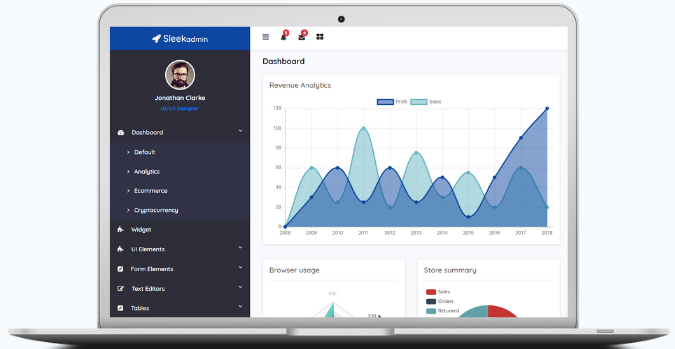 Sleekadmin
Jonathan Clarke
UI/UX Designer
Dashboard
Default
Analytics
Ecommerce
Cryptocurrency
Widget
UI Elements
Form Elements
Text Editors
Tables
Dashboard
Revenue Analytics
Profit Sales
120
100
80
60
40
20
0
2008 2009 2010 2011 2012 2013 2014 2015 2016 2017 2018
Browser usage
Store summary
Sales
Orders
Returned